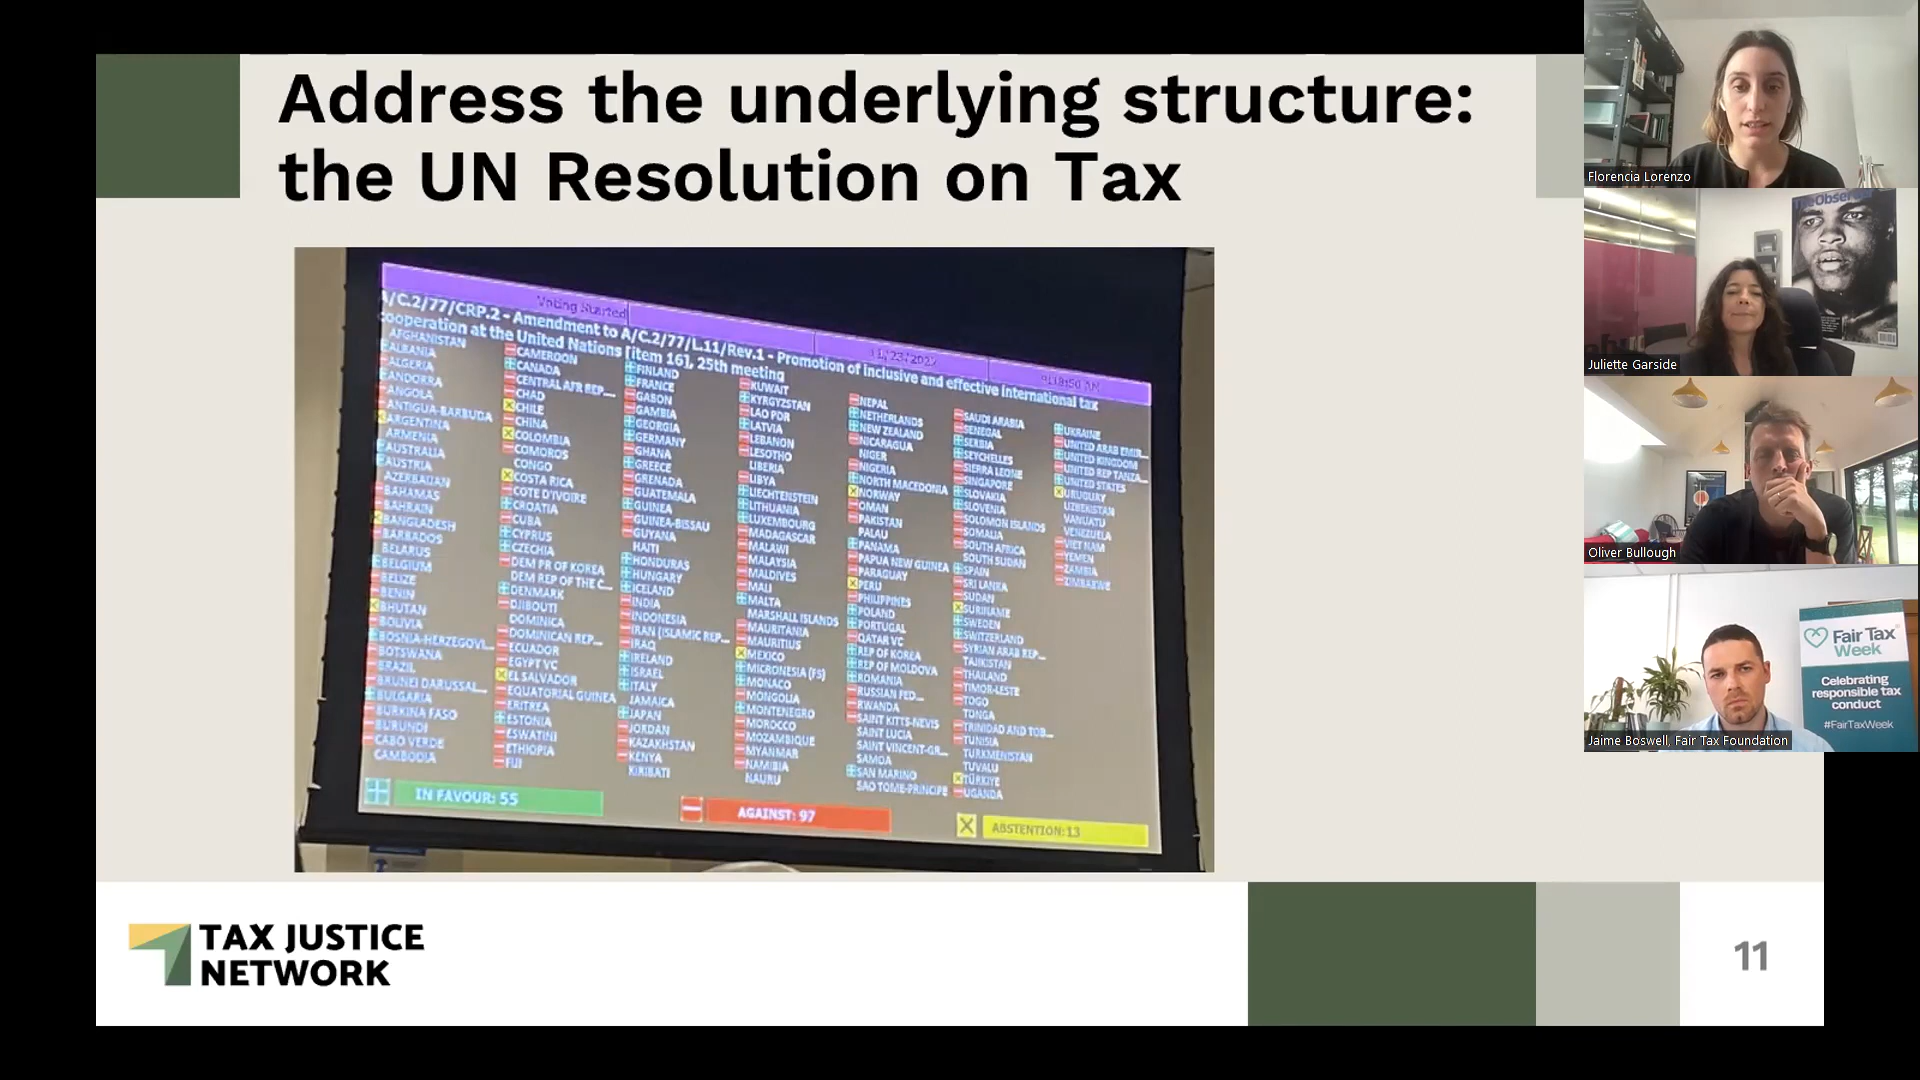 Address the underlying structure:
the UN Resolution on Tax
Voting Started
11/23/2022
A/C.2/77/CRP.2 - Amendment to A/C.2/77/L.11/Rev.1 - Promotion of inclusive and effective international tax
cooperation at the United Nations [item 16], 25th meeting
AFGHANISTAN
ALBANIA
ALGERIA
ANDORRA
ANGOLA
ANTIGUA-BARBUDA
ARGENTINA
ARMENIA
AUSTRALIA
AUSTRIA
AZERBAIJAN
BAHAMAS
BAHRAIN
BANGLADESH
BARBADOS
BELARUS
BELGIUM
BELIZE
BENIN
BHUTAN
BOLIVIA
BOSNIA-HERZEGOVI...
BOTSWANA
BRAZIL
BRUNEI DARUSSAL...
BULGARIA
BURKINA FASO
BURUNDI
CABO VERDE
CAMBODIA
CAMEROON
CANADA
CENTRAL AFR REP...
CHAD
CHILE
CHINA
COLOMBIA
COMOROS
CONGO
COSTA RICA
COTE D'IVOIRE
CROATIA
CUBA
CYPRUS
CZECHIA
DEM PR OF KOREA
DEM REP OF THE C...
DENMARK
DJIBOUTI
DOMINICA
DOMINICAN REP...
ECUADOR
EGYPT VC
EL SALVADOR
EQUATORIAL GUINEA
ERITREA
ESTONIA
ESWATINI
ETHIOPIA
FIJI
FINLAND
FRANCE
GABON
GAMBIA
GEORGIA
GERMANY
GHANA
GREECE
GRENADA
GUATEMALA
GUINEA
GUINEA-BISSAU
GUYANA
HAITI
HONDURAS
HUNGARY
ICELAND
INDIA
INDONESIA
IRAN (ISLAMIC REP...
IRAQ
IRELAND
ISRAEL
ITALY
JAMAICA
JAPAN
JORDAN
KAZAKHSTAN
KENYA
KIRIBATI
KUWAIT
KYRGYZSTAN
LAO PDR
LATVIA
LEBANON
LESOTHO
LIBERIA
LIBYA
LIECHTENSTEIN
LITHUANIA
LUXEMBOURG
MADAGASCAR
MALAWI
MALAYSIA
MALDIVES
MALI
MALTA
MARSHALL ISLANDS
MAURITANIA
MAURITIUS
MEXICO
MICRONESIA (FS)
MONACO
MONGOLIA
MONTENEGRO
MOROCCO
MOZAMBIQUE
MYANMAR
NAMIBIA
NAURU
NEPAL
NETHERLANDS
NEW ZEALAND
NICARAGUA
NIGER
NIGERIA
NORTH MACEDONIA
NORWAY
OMAN
PAKISTAN
PALAU
PANAMA
PAPUA NEW GUINEA
PARAGUAY
PERU
PHILIPPINES
POLAND
PORTUGAL
QATAR VC
REP OF KOREA
REP OF MOLDOVA
ROMANIA
RUSSIAN FED...
RWANDA
SAINT KITTS-NEVIS
SAINT LUCIA
SAINT VINCENT-GR...
SAMOA
SAN MARINO
SAO TOME-PRINCIPE
SAUDI ARABIA
SENEGAL
SERBIA
SEYCHELLES
SIERRA LEONE
SINGAPORE
SLOVAKIA
SLOVENIA
SOLOMON ISLANDS
SOMALIA
SOUTH AFRICA
SOUTH SUDAN
SPAIN
SRI LANKA
SUDAN
SURINAME
SWEDEN
SWITZERLAND
SYRIAN ARAB REP...
TAJIKISTAN
THAILAND
TIMOR-LESTE
TOGO
TONGA
TRINIDAD AND TOB...
TUNISIA
TURKMENISTAN
TUVALU
TÜRKIYE
UGANDA
UKRAINE
UNITED ARAB EMIR...
UNITED KINGDOM
UNITED REP TANZA...
UNITED STATES
URUGUAY
UZBEKISTAN
VANUATU
VENEZUELA
VIET NAM
YEMEN
ZAMBIA
ZIMBABWE
IN FAVOUR: 55
AGAINST: 97
ABSTENTION:13
TAX JUSTICE
NETWORK
11
Florencia Lorenzo
The Observer
Juliette Garside
Oliver Bullough
Fair Tax
Week
Celebrating
responsible tax
conduct
#FairTaxWeek
Jaime Boswell, Fair Tax Foundation